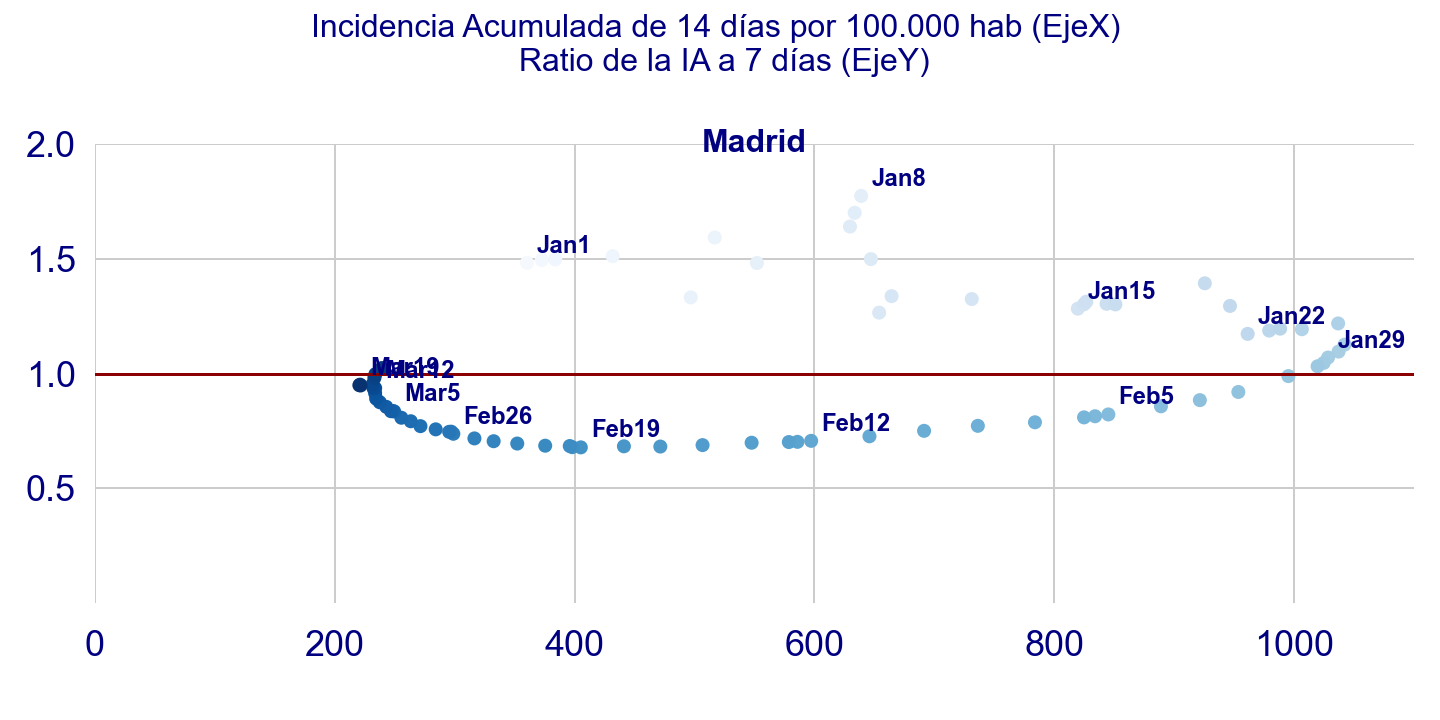 Incidencia Acumulada de 14 días por 100.000 hab (EjeX)
Ratio de la IA a 7 días (EjeY)
Madrid
2.0
Jan8
Jan1
1.5
Jan15
Jan22
Jan29
Mar19
Mar12
1.0
Mar5
Feb5
Feb26
Feb19
Feb12
0.5
0 200 400 600 800 1000